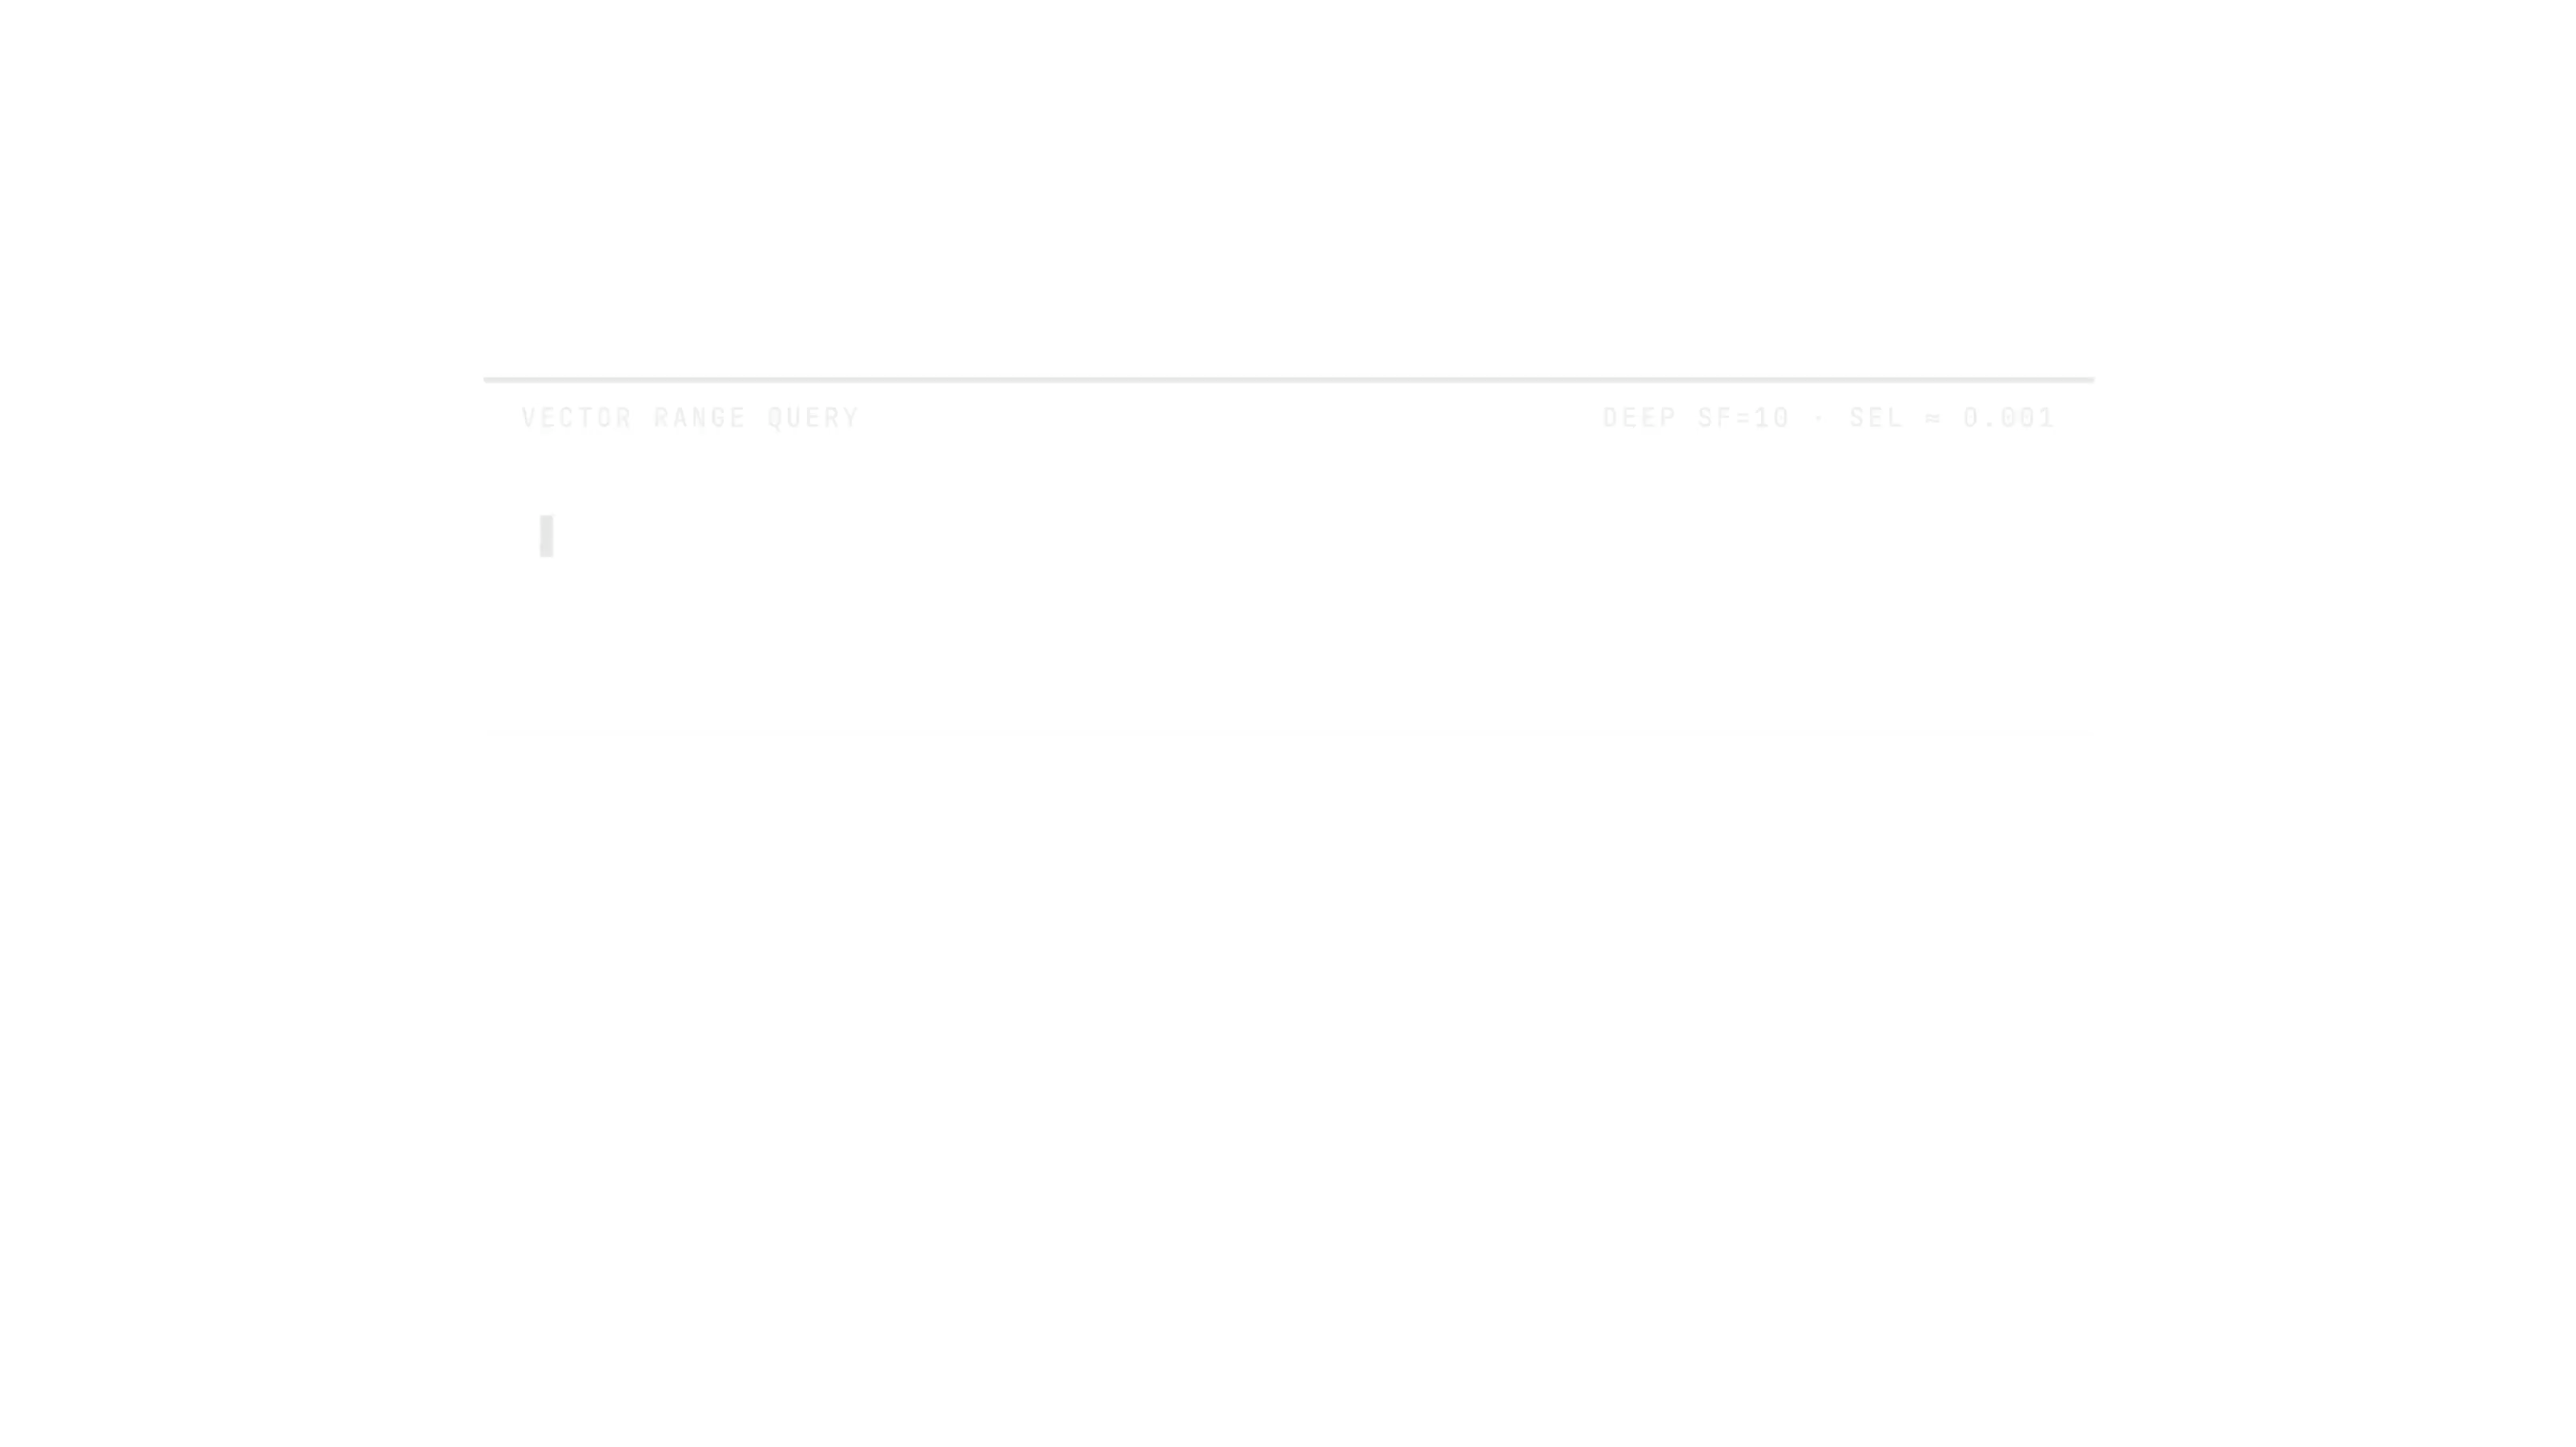 VECTOR RANGE QUERY
DEEP SF=10 · SEL ≈ 0.001